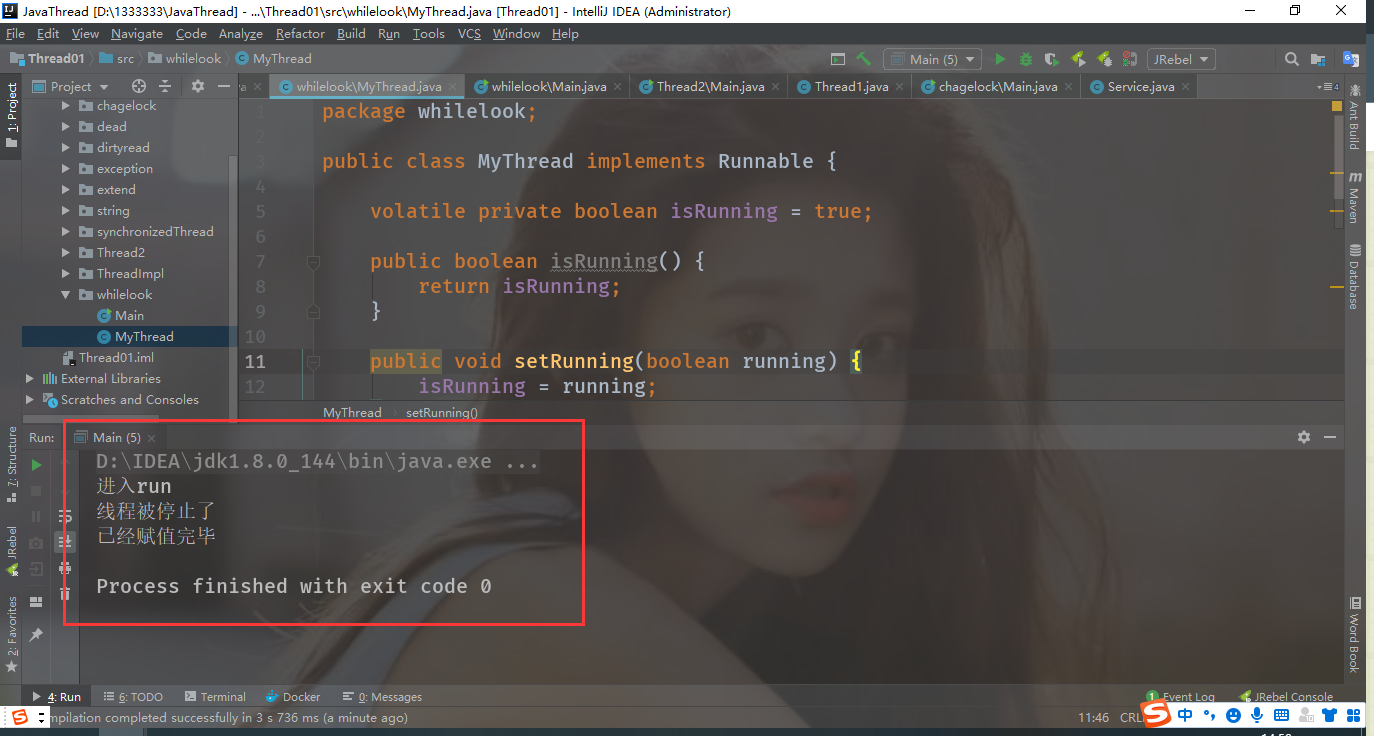 JavaThread [D:\1333333\JavaThread] - ...\Thread01\src\whilelook\MyThread.java [Thread01] - IntelliJ IDEA (Administrator)
File Edit View Navigate Code Analyze Refactor Build Run Tools VCS Window Help
Thread01 src whilelook MyThread
Main (5)
JRebel
Project
whilelook\MyThread.java
whilelook\Main.java
Thread2\Main.java
Thread1.java
chagelock\Main.java
Service.java
4
1: Project
chagelock
dead
dirtyread
exception
extend
string
synchronizedThread
Thread2
ThreadImpl
whilelook
Main
MyThread
Thread01.iml
External Libraries
Scratches and Consoles
1 package whilelook;
2
3 public class MyThread implements Runnable {
4
5 volatile private boolean isRunning = true;
6
7 public boolean isRunning() {
8 return isRunning;
9 }
10
11 public void setRunning(boolean running) {
12 isRunning = running;
MyThread setRunning()
Ant Build
Maven
Database
Word Book
Run: Main (5)
D:\IDEA\jdk1.8.0_144\bin\java.exe ...
进入run
线程被停止了
已经赋值完毕
Process finished with exit code 0
7: Structure
JRebel
2: Favorites
4: Run 6: TODO Terminal Docker 0: Messages
1 Event Log JRebel Console
mpilation completed successfully in 3 s 736 ms (a minute ago)
11:46 CRL
中